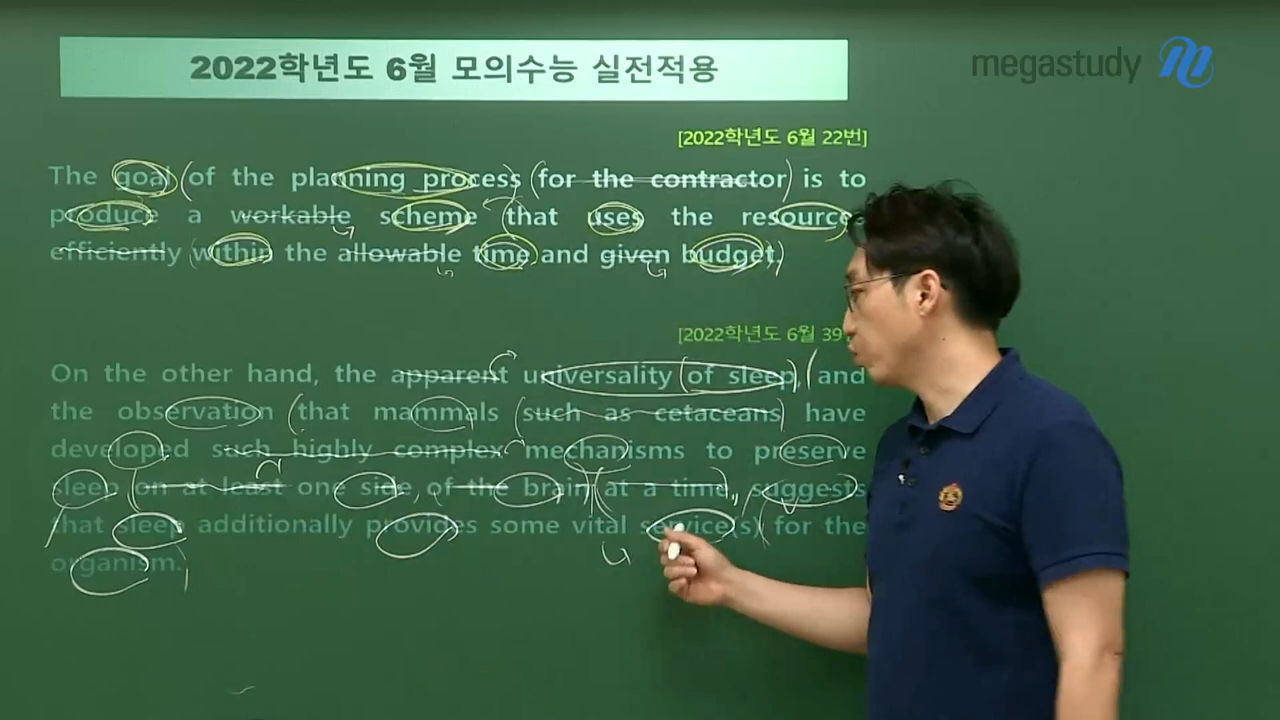 2022학년도 6월 모의수능 실전적용
megastudy
[2022학년도 6월 22번]
The goal (of the planning process) (for the contractor) is to
produce a workable scheme (that uses the resource
efficiently (within the allowable time and given budget.)
[2022학년도 6월 39
On the other hand, the apparent universality (of sleep), (and
the observation (that mammals (such as cetaceans) have
developed such highly complex mechanisms to preserve
sleep (on at least one side (of the brain) (at a time), suggests
that sleep additionally provides some vital service(s) (for the
organism.)